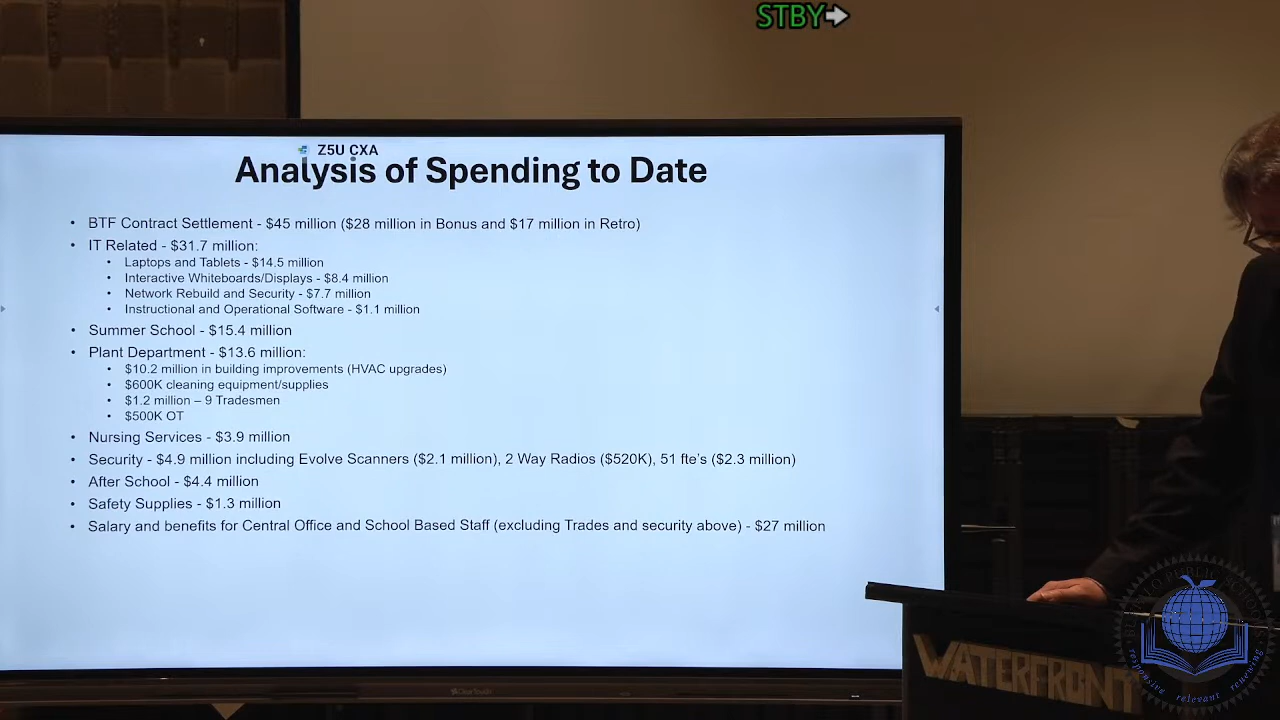 STBY
Z5U CXA
Analysis of Spending to Date
• BTF Contract Settlement - $45 million ($28 million in Bonus and $17 million in Retro)
• IT Related - $31.7 million:
• Laptops and Tablets - $14.5 million
• Interactive Whiteboards/Displays - $8.4 million
• Network Rebuild and Security - $7.7 million
• Instructional and Operational Software - $1.1 million
• Summer School - $15.4 million
• Plant Department - $13.6 million:
• $10.2 million in building improvements (HVAC upgrades)
• $600K cleaning equipment/supplies
• $1.2 million – 9 Tradesmen
• $500K OT
• Nursing Services - $3.9 million
• Security - $4.9 million including Evolve Scanners ($2.1 million), 2 Way Radios ($520K), 51 fte's ($2.3 million)
• After School - $4.4 million
• Safety Supplies - $1.3 million
• Salary and benefits for Central Office and School Based Staff (excluding Trades and security above) - $27 million
ClearTouch
WATERFRONT
BUFFALO PUBLIC SCHOOLS
responsive relevant renewing